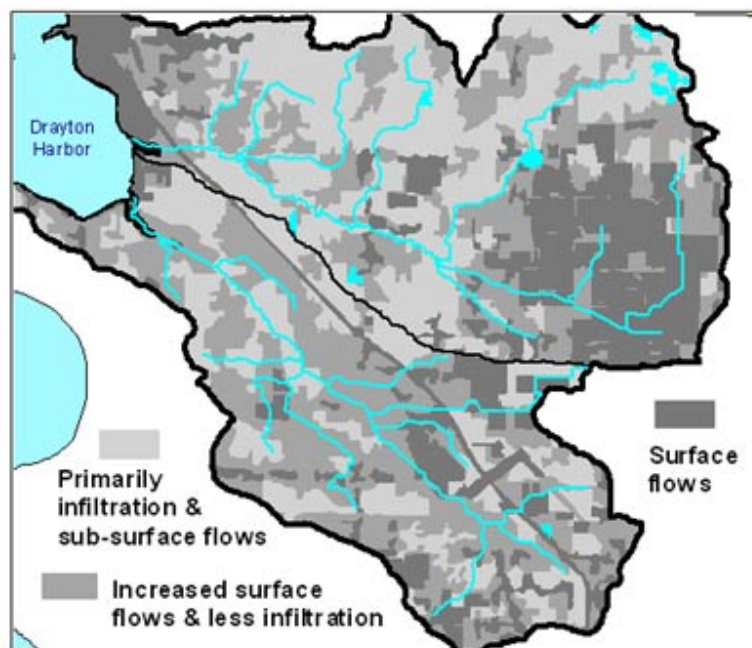 Drayton
Harbor
Primarily
infiltration &
sub-surface flows
Increased surface
flows & less infiltration
Surface
flows